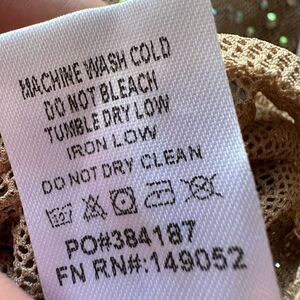 MACHINE WASH COLD
DO NOT BLEACH
TUMBLE DRY LOW
IRON LOW
DO NOT DRY CLEAN
PO#384187
FN RN#:149052